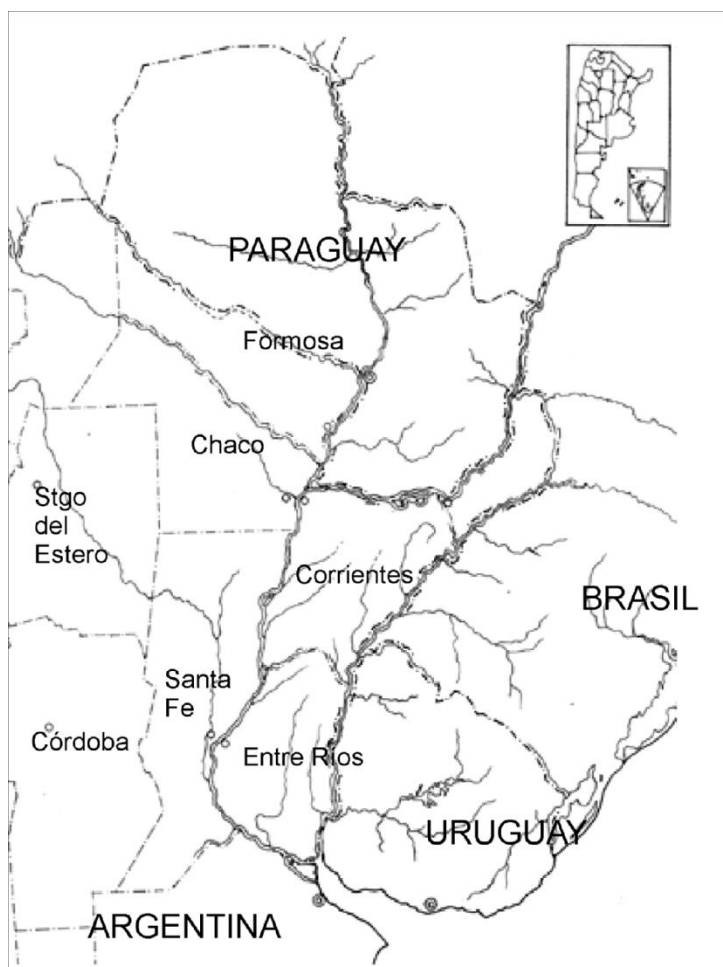 PARAGUAY
Formosa
Chaco
Stgo
del
Estero
Corrientes
BRASIL
Santa
Fe
Córdoba
Entre Ríos
URUGUAY
ARGENTINA